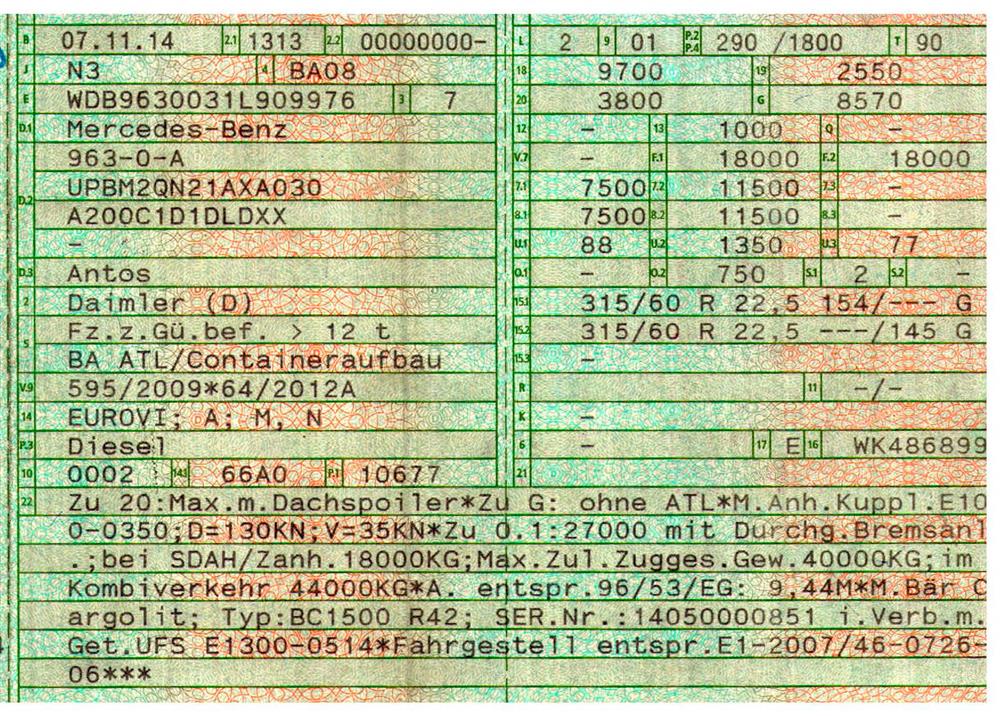 B 07.11.14 2.1 1313 2.2 00000000-
J N3 4 BA08
E WDB9630031L909976 3 7
D.1 Mercedes-Benz
963-0-A
D.2 UPBM2QN21AXA030
A200C1D1DLDXX
-
D.3 Antos
2 Daimler (D)
5 Fz.z.Gü.bef. > 12 t
BA ATL/Containeraufbau
V.9 595/2009*64/2012A
14 EUROVI; A; M, N
P.3 Diesel
10 0002 14.1 66A0 P.1 10677
L 2 9 01 P.2 P.4 290 /1800 T 90
18 9700 19 2550
20 3800 G 8570
12 - 13 1000 Q -
V.7 - F.1 18000 F.2 18000
7.1 7500 7.2 11500 7.3 -
8.1 7500 8.2 11500 8.3 -
U.1 88 U.2 1350 U.3 77
O.1 - O.2 750 S.1 2 S.2 -
15.1 315/60 R 22,5 154/--- G
15.2 315/60 R 22,5 ---/145 G
15.3 -
R 11 -/-
K -
6 - 17 E 16 WK486899
21
22 Zu 20:Max.m.Dachspoiler*Zu G: ohne ATL*M.Anh.Kuppl.E10
0-0350;D=130KN;V=35KN*Zu O.1:27000 mit Durchg.Bremsanl
.;bei SDAH/Zanh.18000KG;Max.Zul.Zugges.Gew.40000KG;im
Kombiverkehr 44000KG*A. entspr.96/53/EG: 9,44M*M.Bär C
argolit; Typ:BC1500 R42; SER.Nr.:14050000851 i.Verb.m.
Get.UFS E1300-0514*Fahrgestell entspr.E1-2007/46-0726-
06***